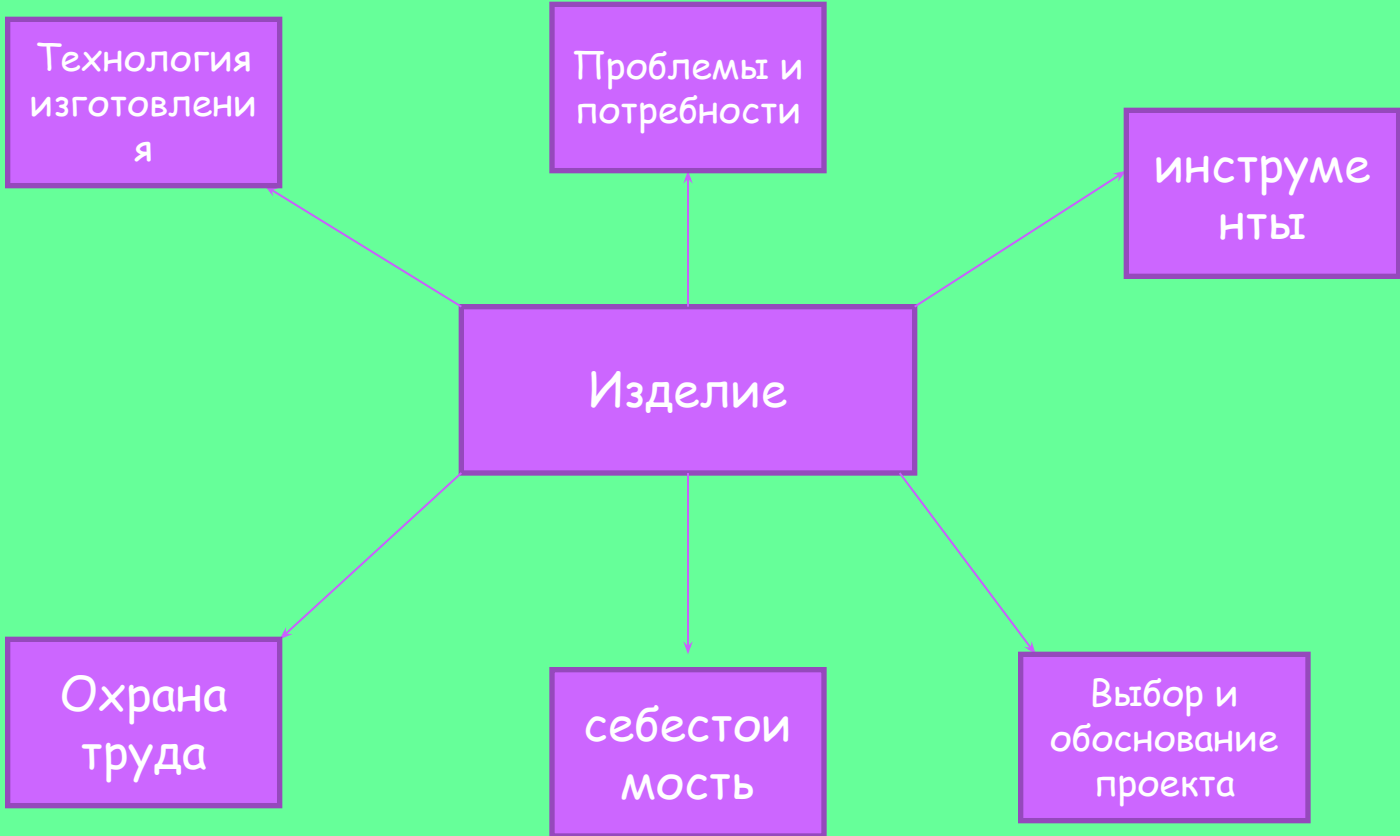 Технология
изготовлени
я
Проблемы и
потребности
инструме
нты
Изделие
Охрана
труда
себестои
мость
Выбор и
обоснование
проекта